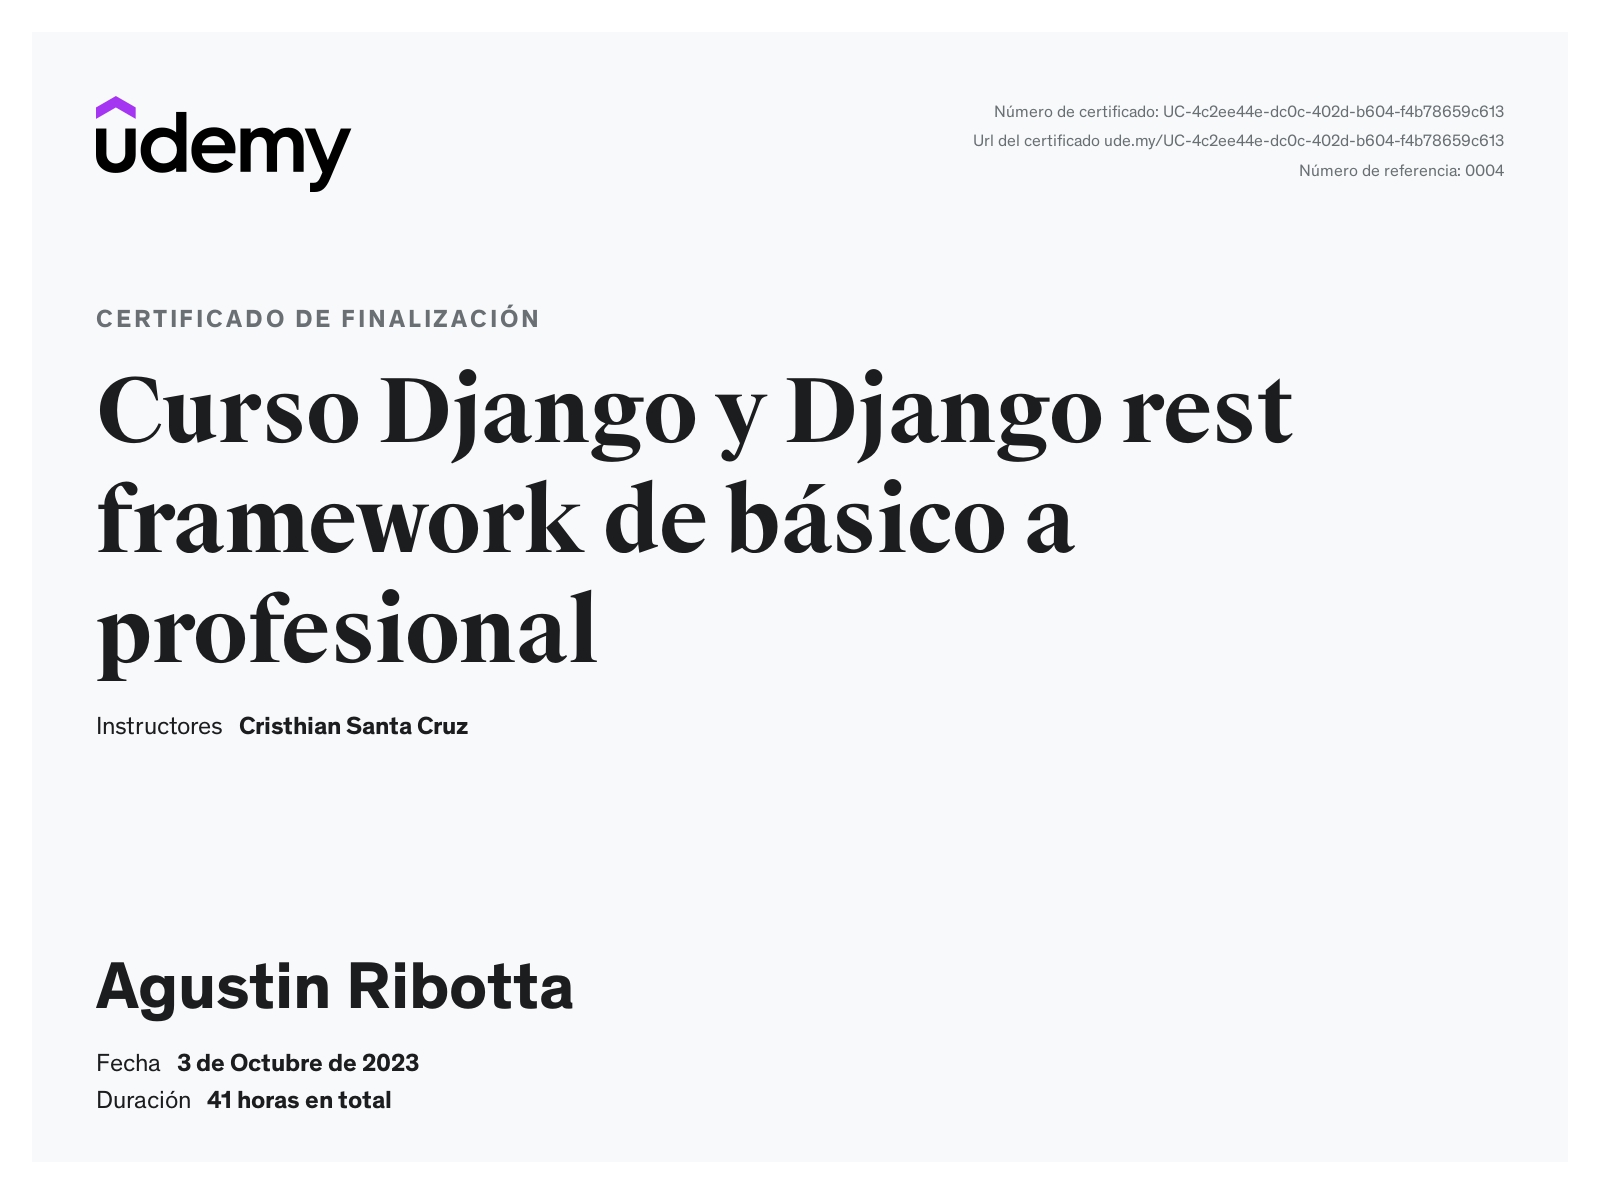 udemy
Número de certificado: UC-4c2ee44e-dc0c-402d-b604-f4b78659c613
Url del certificado ude.my/UC-4c2ee44e-dc0c-402d-b604-f4b78659c613
Número de referencia: 0004
CERTIFICADO DE FINALIZACIÓN
Curso Django y Django rest
framework de básico a
profesional
Instructores Cristhian Santa Cruz
Agustin Ribotta
Fecha 3 de Octubre de 2023
Duración 41 horas en total